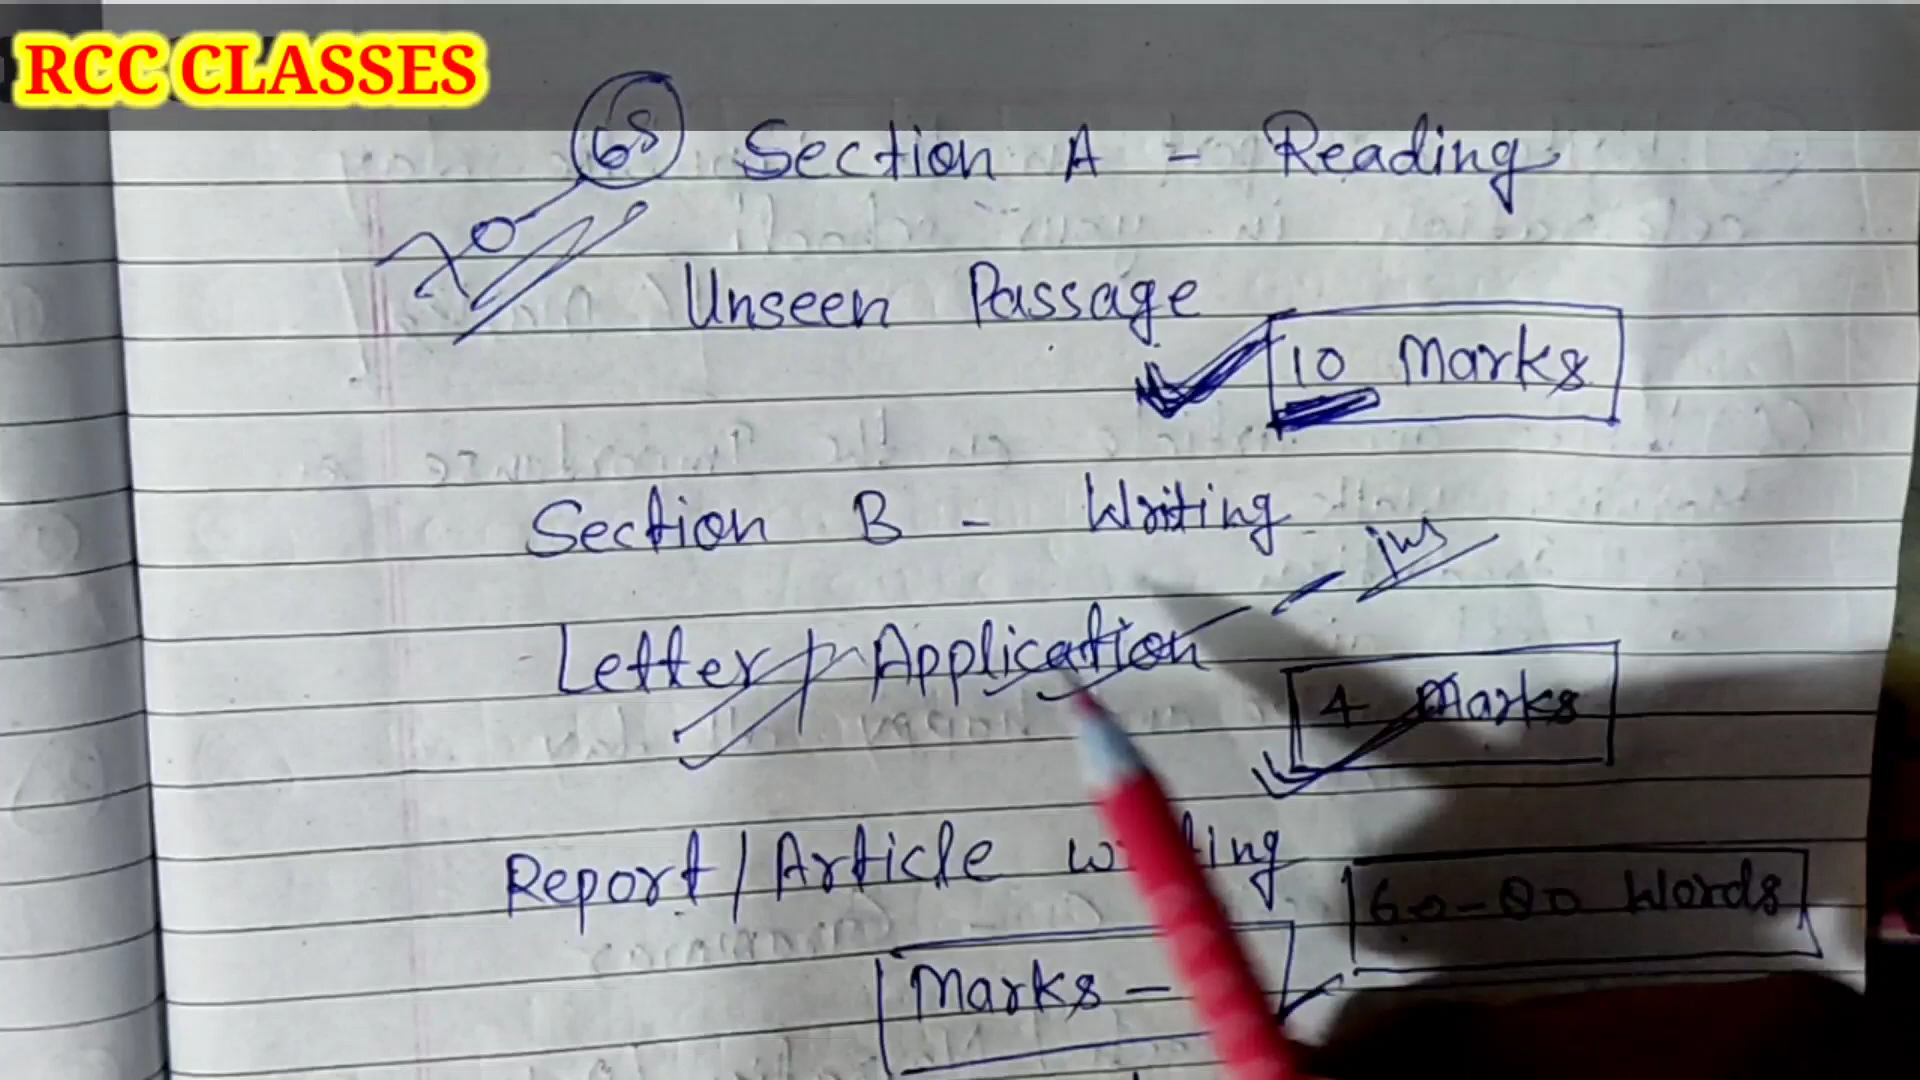 RCC CLASSES
68 Section A - Reading
70
Unseen Passage
10 Marks
Section B - Writing
Letter / Application
4 Marks
Report / Article
60-80 Words
Marks -